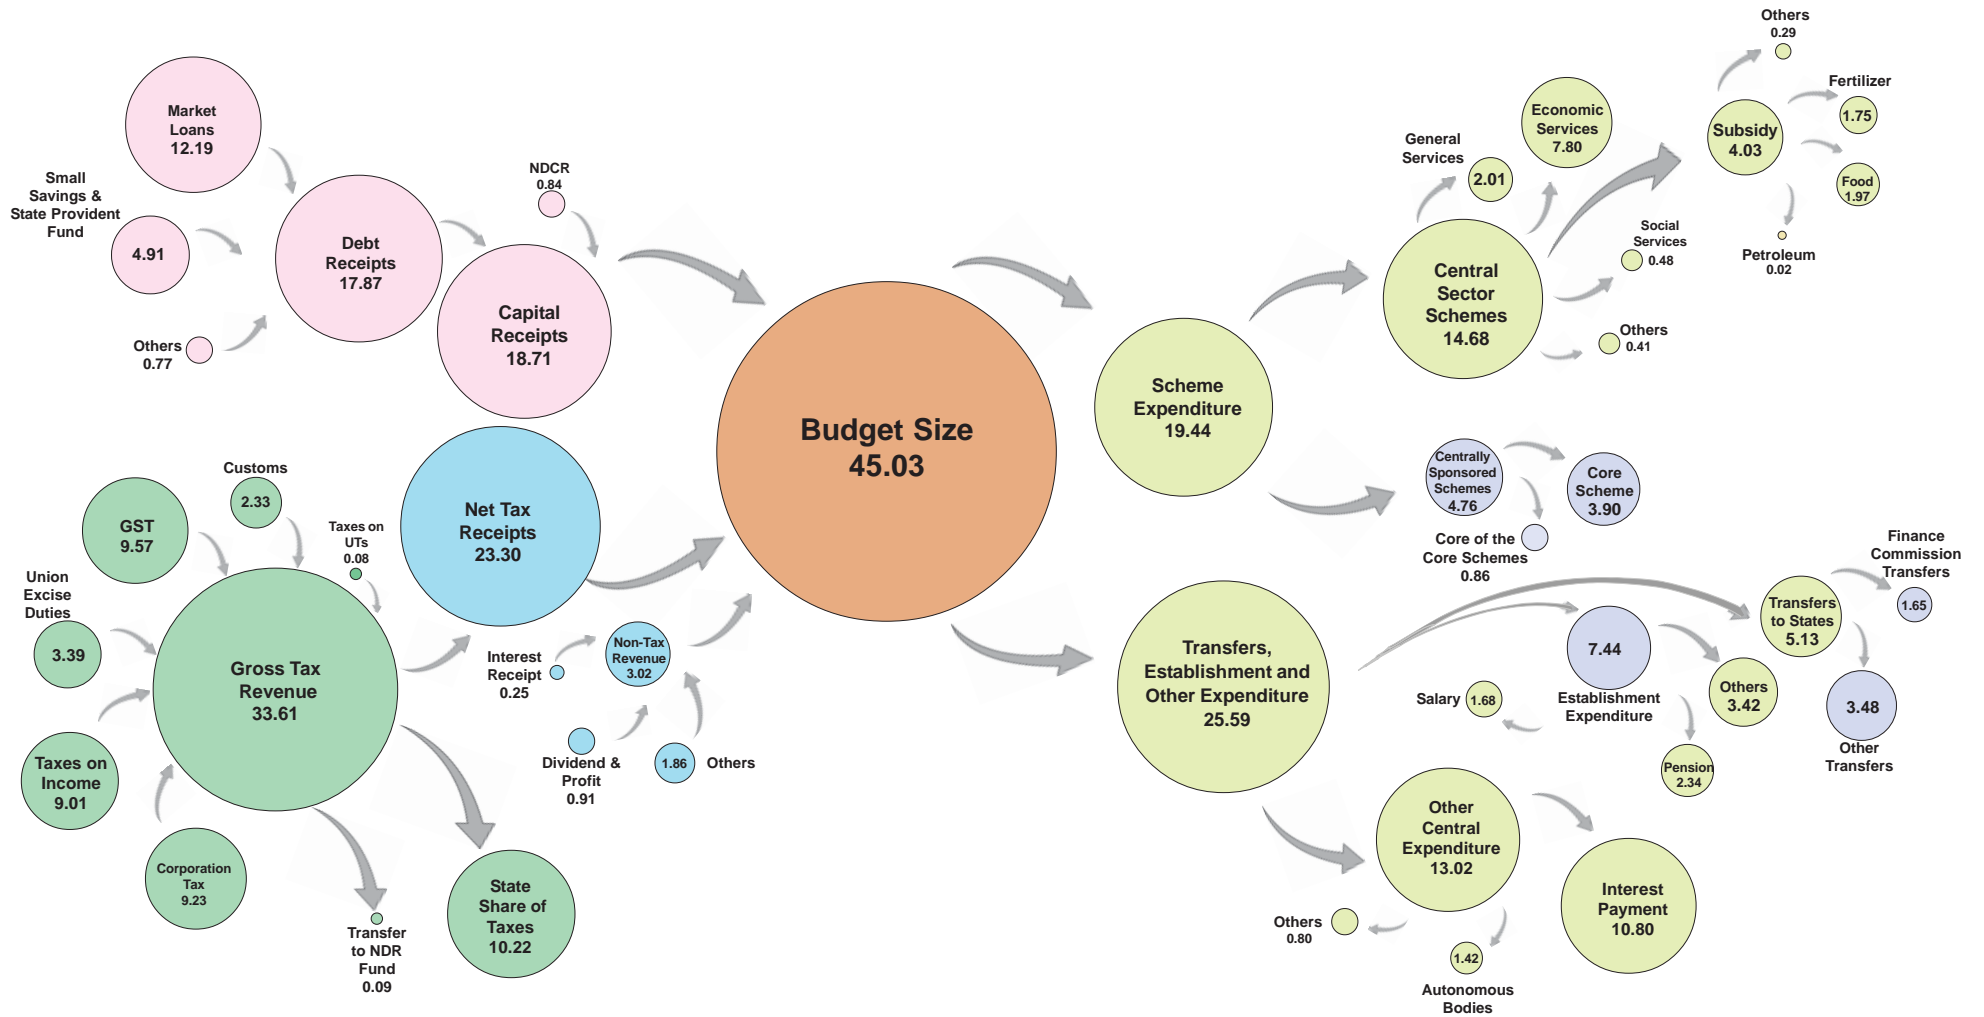 Market
Loans
12.19
Small
Savings &
State Provident
Fund
4.91
Others
0.77
Debt
Receipts
17.87
NDCR
0.84
Capital
Receipts
18.71
Customs
2.33
GST
9.57
Taxes on
UTs
0.08
Union
Excise
Duties
3.39
Gross Tax
Revenue
33.61
Taxes on
Income
9.01
Corporation
Tax
9.23
Transfer
to NDR
Fund
0.09
State
Share of
Taxes
10.22
Net Tax
Receipts
23.30
Interest
Receipt
0.25
Non-Tax
Revenue
3.02
Dividend &
Profit
0.91
1.86
Others
Budget Size
45.03
Scheme
Expenditure
19.44
Central
Sector
Schemes
14.68
General
Services
2.01
Economic
Services
7.80
Subsidy
4.03
Others
0.29
Fertilizer
1.75
Food
1.97
Petroleum
0.02
Social
Services
0.48
Others
0.41
Centrally
Sponsored
Schemes
4.76
Core
Scheme
3.90
Core of the
Core Schemes
0.86
Transfers,
Establishment and
Other Expenditure
25.59
Transfers
to States
5.13
Finance
Commission
Transfers
1.65
3.48
Other
Transfers
7.44
Establishment
Expenditure
Salary
1.68
Others
3.42
Pension
2.34
Other
Central
Expenditure
13.02
Interest
Payment
10.80
Others
0.80
1.42
Autonomous
Bodies